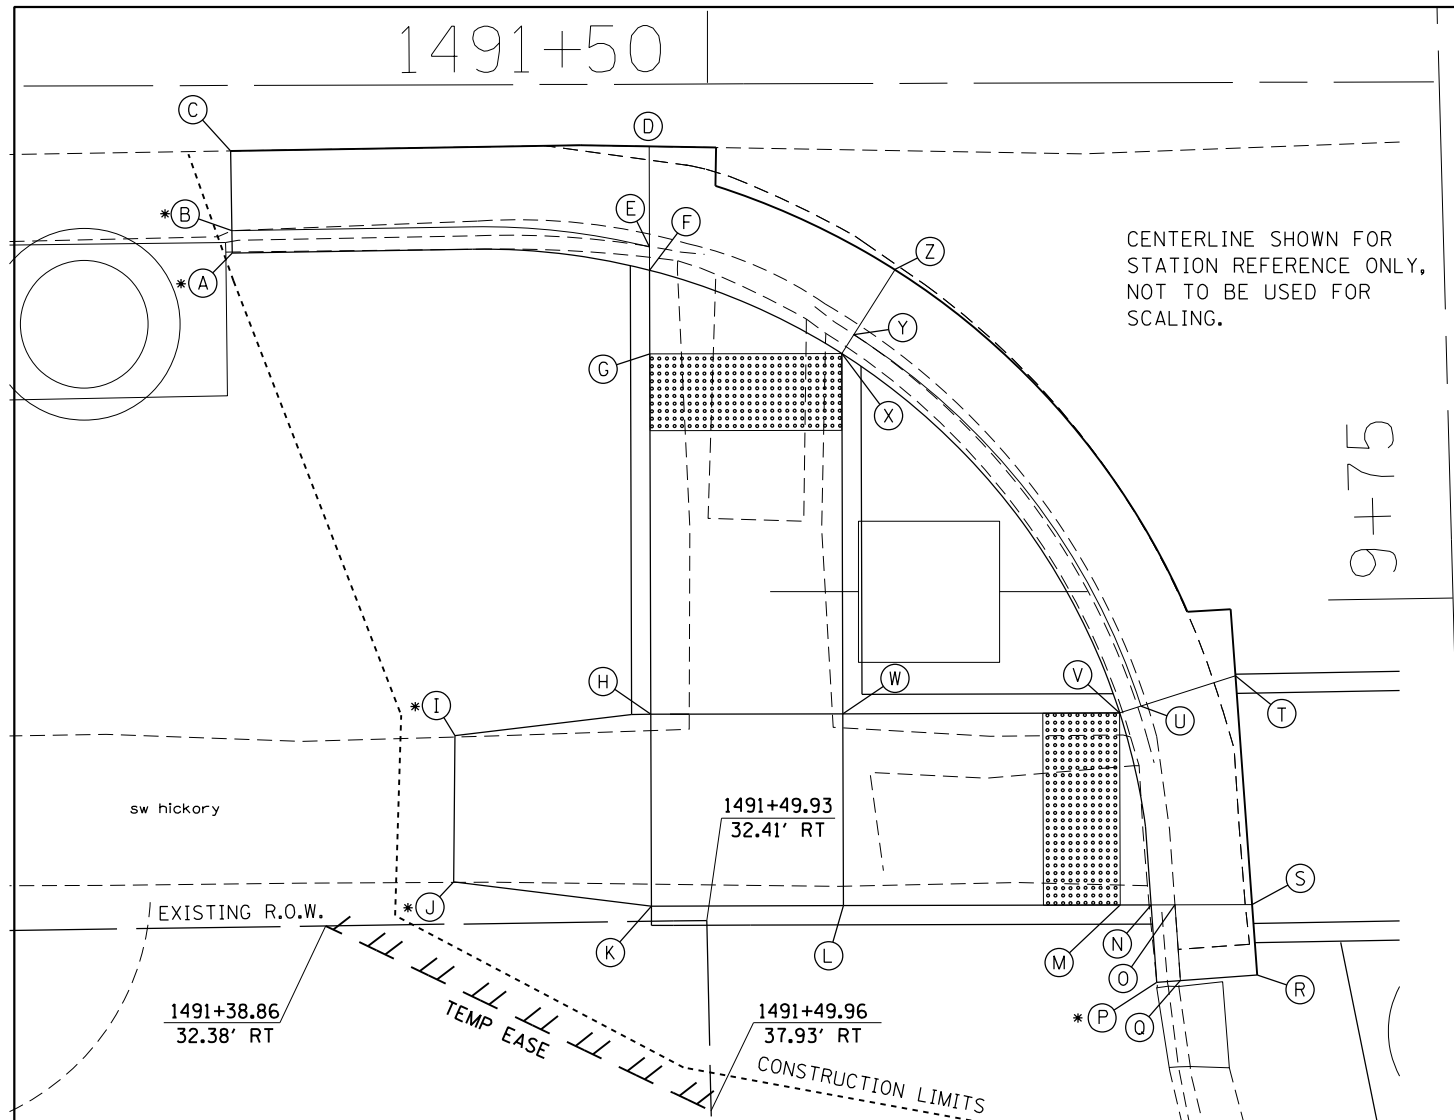 1491+50
C
D
* B
E
F
* A
Z
CENTERLINE SHOWN FOR
STATION REFERENCE ONLY,
NOT TO BE USED FOR
SCALING.
Y
G
X
9+75
H
W
V
* I
U
T
sw hickory
1491+49.93
32.41' RT
* J
EXISTING R.O.W.
S
K
L
M
N
O
R
* P
Q
1491+38.86
32.38' RT
TEMP EASE
1491+49.96
37.93' RT
CONSTRUCTION LIMITS